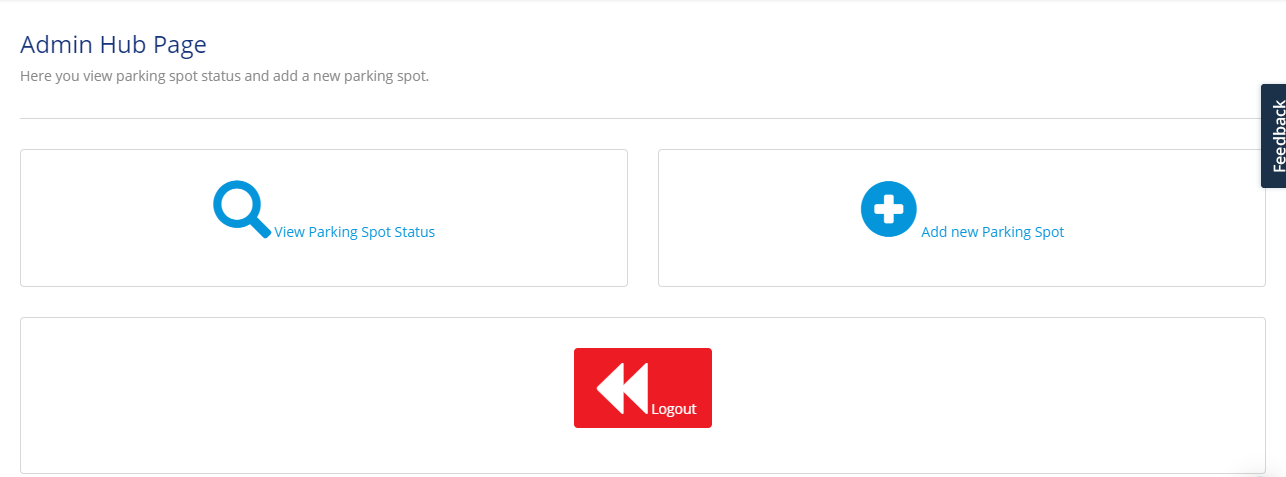 Admin Hub Page
Here you view parking spot status and add a new parking spot.
Feedback
View Parking Spot Status
Add new Parking Spot
Logout